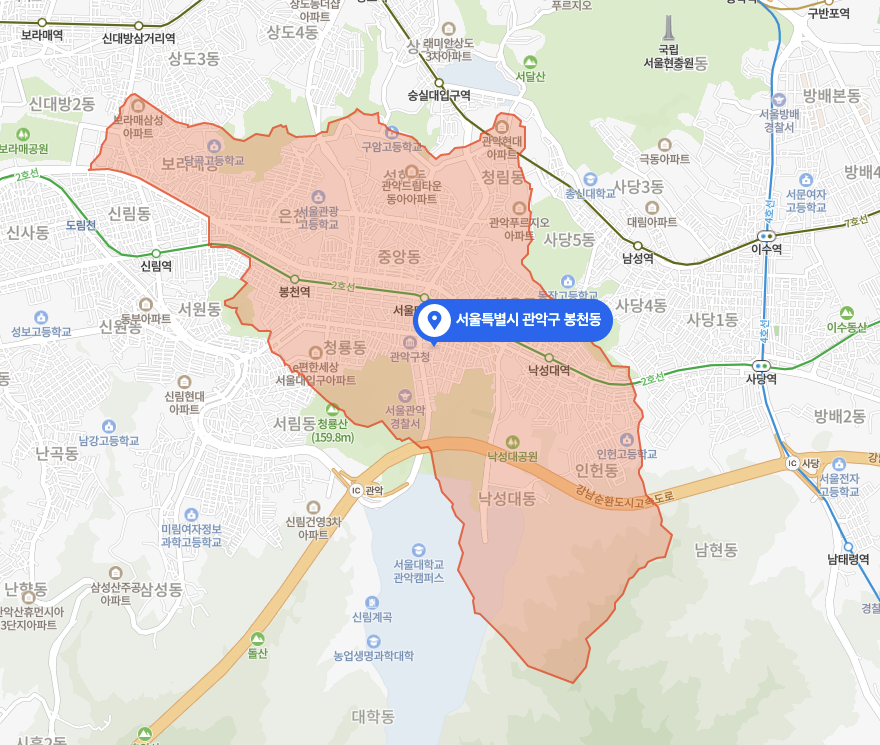 상도더샵
아파트
푸르지오
구반포역
보라매역
신대방삼거리역
상도4동
래미안상도
3차아파트
국립
서울현충원
상도3동
서달산
신대방2동
숭실대입구역
방배본동
보라매삼성
아파트
서울방배
경찰서
보라매공원
당곡고등학교
구암고등학교
관악현대
아파트
극동아파트
2호선
청림동
방배4
관악드림타운
동아아파트
총신대학교
사당3동
서문여자
고등학교
신림동
은천
서울관광
고등학교
관악푸르지오
아파트
대림아파트
4호선
7호선
도림천
신사동
사당5동
이수역
중앙동
남성역
신림역
2호선
봉천역
사당4동
서원동
동부아파트
신원동
서울특별시 관악구 봉천동
사당1동
이수동산
성보고등학교
4호선
청룡동
관악구청
e편한세상
서울대입구아파트
낙성대역
2호선
사당역
신림현대
아파트
서울관악
경찰서
방배2동
서림동
청룡산
(159.8m)
남강고등학교
낙성대공원
인헌고등학교
난곡동
인헌동
IC 사당
서울전자
고등학교
IC 관악
낙성대동
강남순환도시고속도로
신림건영3차
아파트
미림여자정보
과학고등학교
남현동
남태령역
서울대학교
관악캠퍼스
난향동
삼성산주공
아파트
삼성동
관악산휴먼시아
3단지아파트
신림계곡
경찰
돌산
농업생명과학대학
대학동
시흥2동